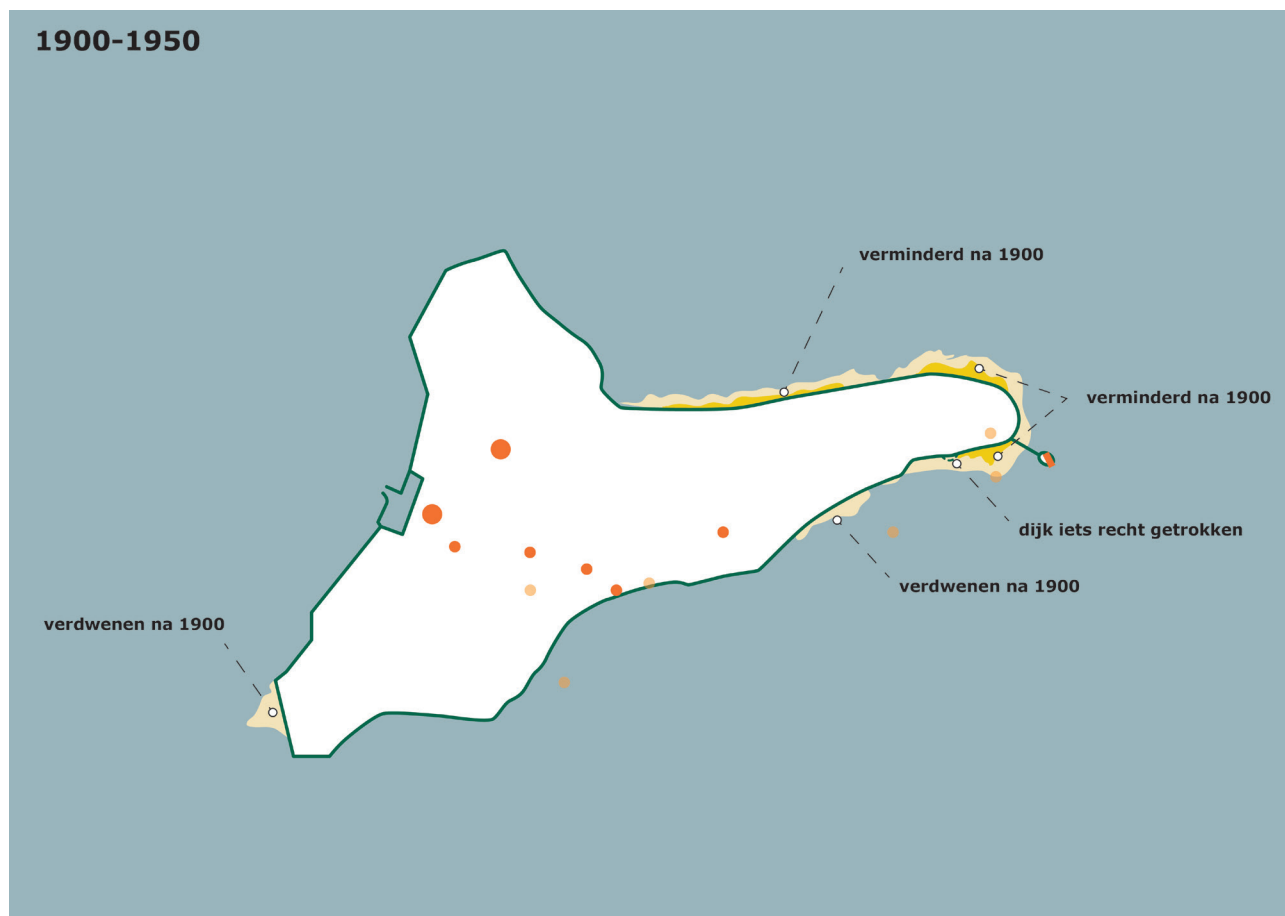 1900-1950
verminderd na 1900
verminderd na 1900
dijk iets recht getrokken
verdwenen na 1900
verdwenen na 1900